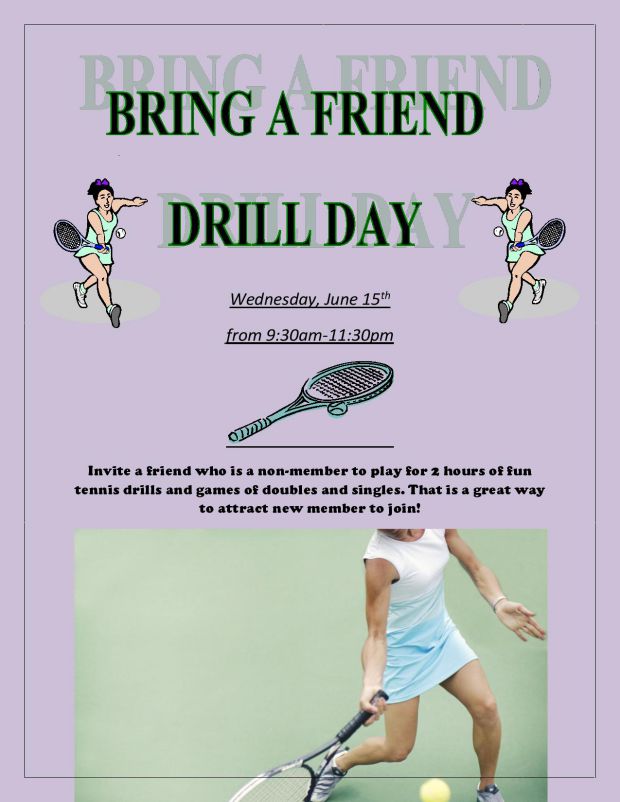 BRING A FRIEND
DRILL DAY
Wednesday, June 15th
from 9:30am-11:30pm
Invite a friend who is a non-member to play for 2 hours of fun
tennis drills and games of doubles and singles. That is a great way
to attract new member to join!